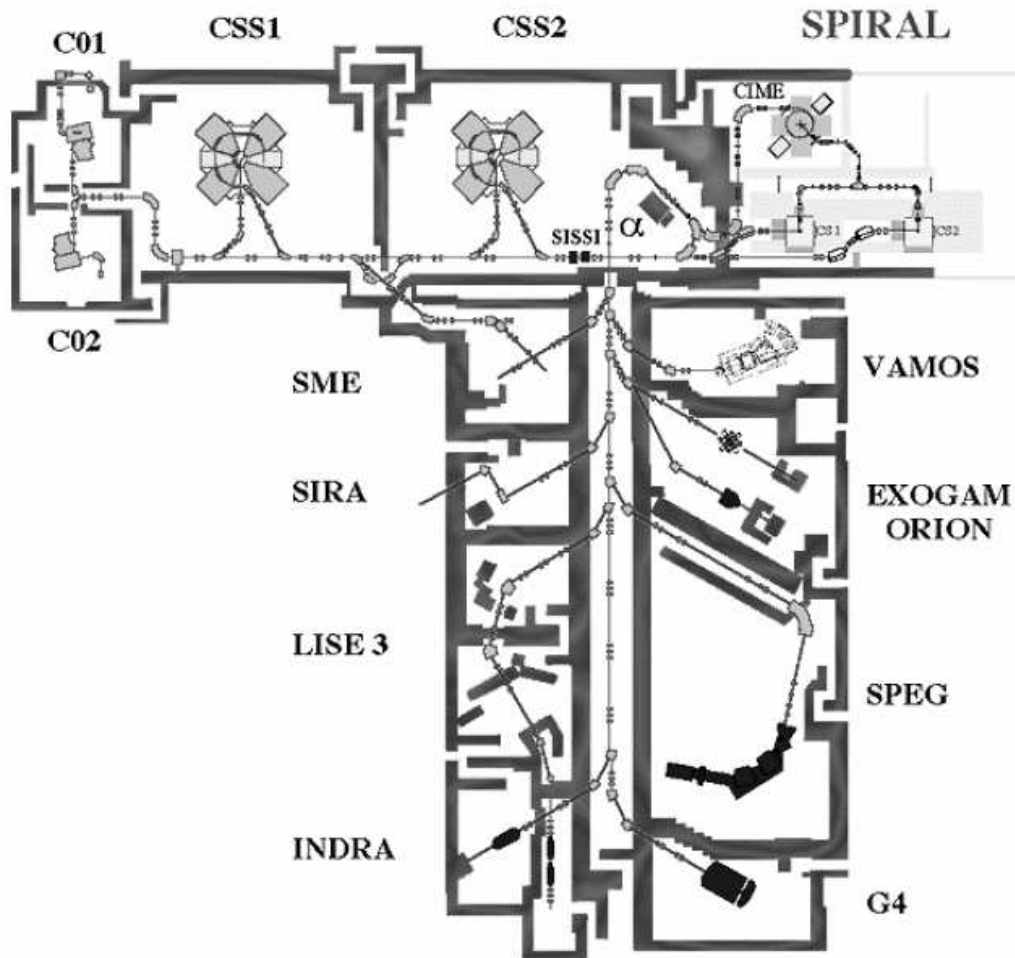 SPIRAL
CSS1
CSS2
C01
CIME
α
SISSI
CS1
CS2
C02
SME
VAMOS
SIRA
EXOGAM
ORION
LISE 3
SPEG
INDRA
G4